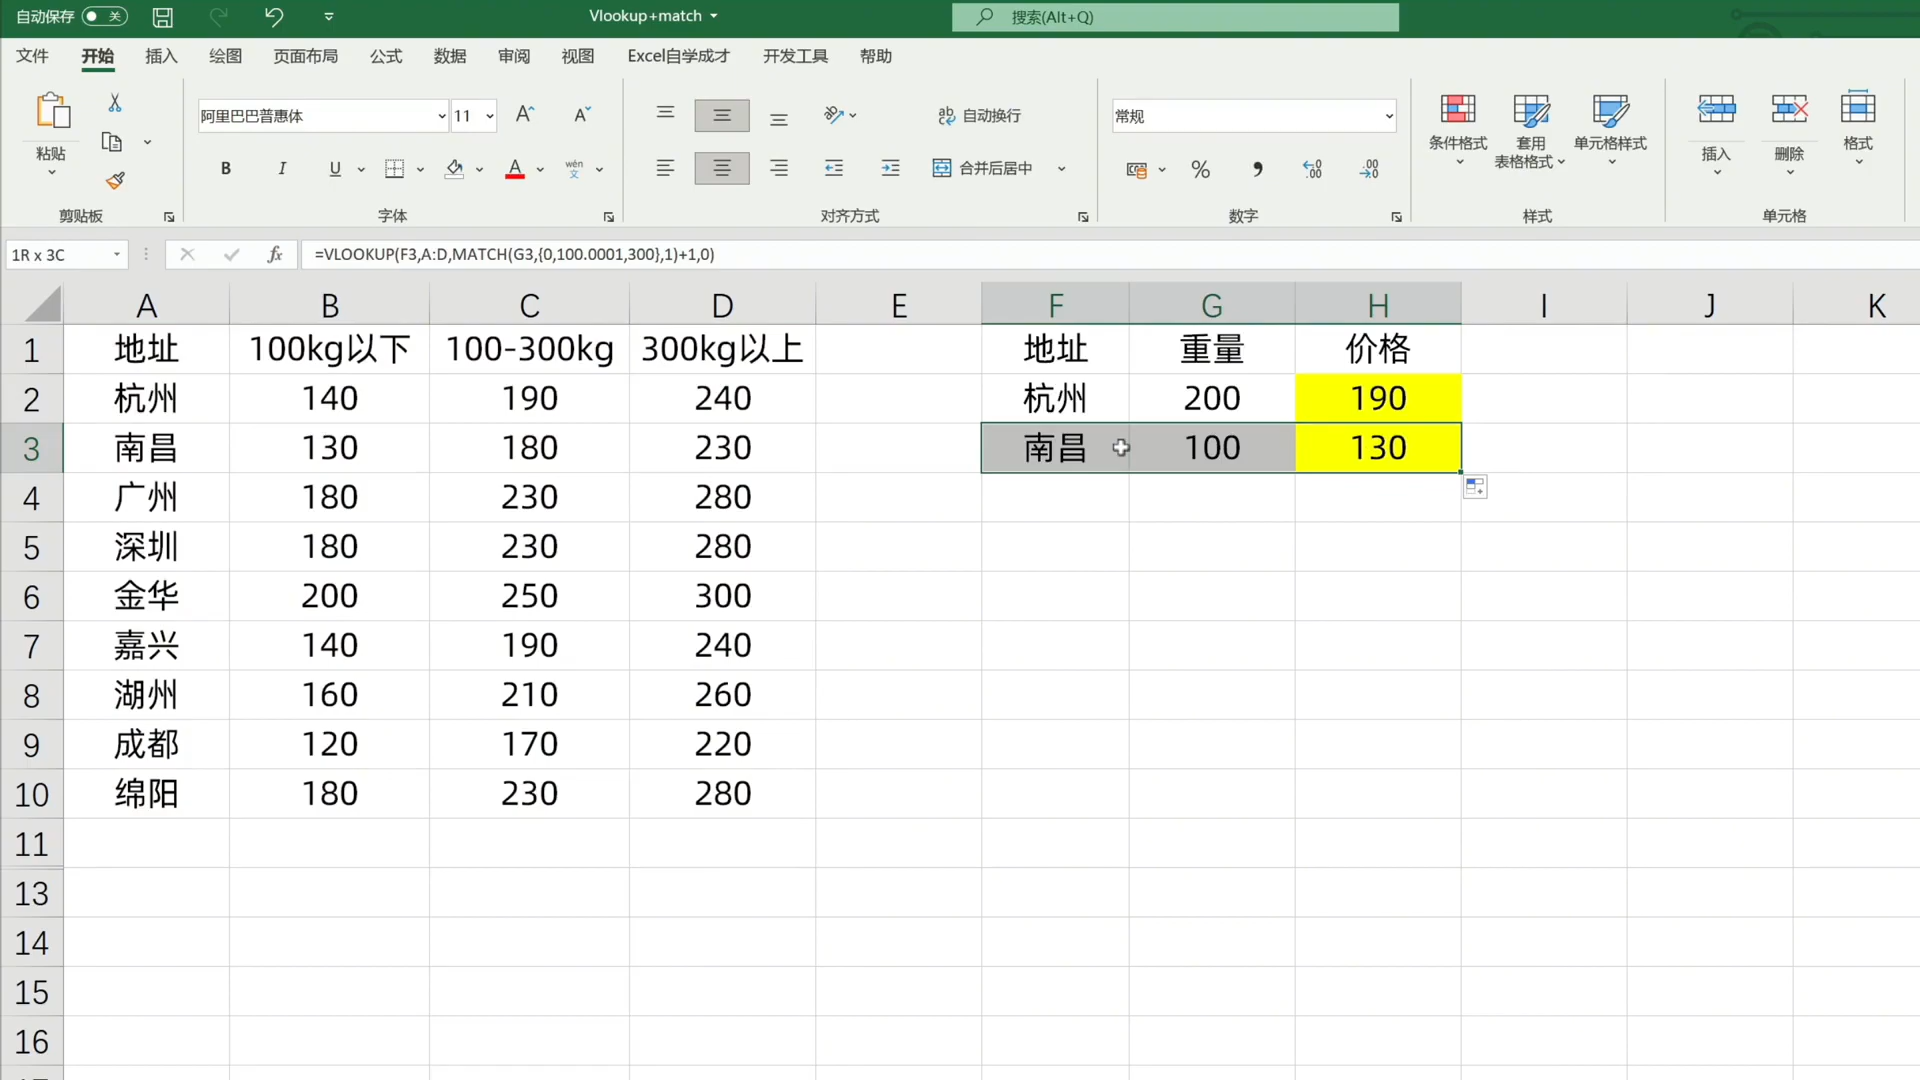 自动保存 关 Vlookup+match 搜索(Alt+Q)
文件 开始 插入 绘图 页面布局 公式 数据 审阅 视图 Excel自学成才 开发工具 帮助
阿里巴巴普惠体 11 A A ab 自动换行 常规
粘贴 B I U A wén 文 合并后居中 % 条件格式 套用 表格格式 单元格样式 插入 删除 格式
剪贴板 字体 对齐方式 数字 样式 单元格
1R x 3C fx =VLOOKUP(F3,A:D,MATCH(G3,{0,100.0001,300},1)+1,0)
A B C D E F G H I J K
1 地址 100kg以下 100-300kg 300kg以上 地址 重量 价格
2 杭州 140 190 240 杭州 200 190
3 南昌 130 180 230 南昌 100 130
4 广州 180 230 280
5 深圳 180 230 280
6 金华 200 250 300
7 嘉兴 140 190 240
8 湖州 160 210 260
9 成都 120 170 220
10 绵阳 180 230 280
11
13
14
15
16